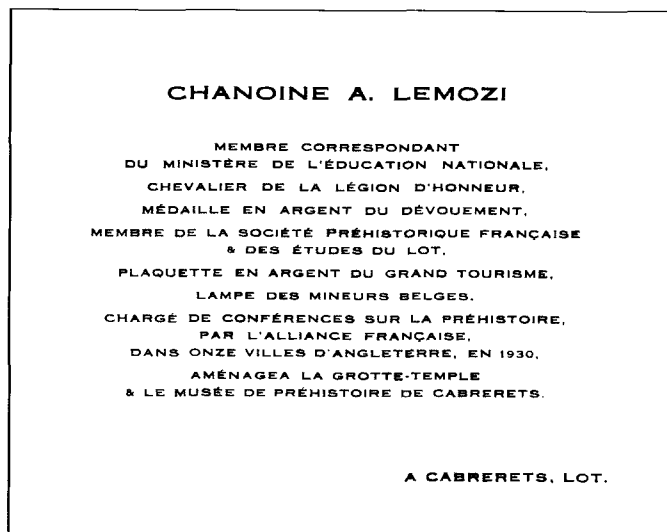 CHANOINE A. LEMOZI
MEMBRE CORRESPONDANT
DU MINISTÈRE DE L'ÉDUCATION NATIONALE,
CHEVALIER DE LA LÉGION D'HONNEUR,
MÉDAILLE EN ARGENT DU DÉVOUEMENT,
MEMBRE DE LA SOCIÉTÉ PRÉHISTORIQUE FRANÇAISE
& DES ÉTUDES DU LOT,
PLAQUETTE EN ARGENT DU GRAND TOURISME,
LAMPE DES MINEURS BELGES,
CHARGÉ DE CONFÉRENCES SUR LA PRÉHISTOIRE,
PAR L'ALLIANCE FRANÇAISE,
DANS ONZE VILLES D'ANGLETERRE, EN 1930,
AMÉNAGEA LA GROTTE-TEMPLE
& LE MUSÉE DE PRÉHISTOIRE DE CABRERETS.
A CABRERETS, LOT.